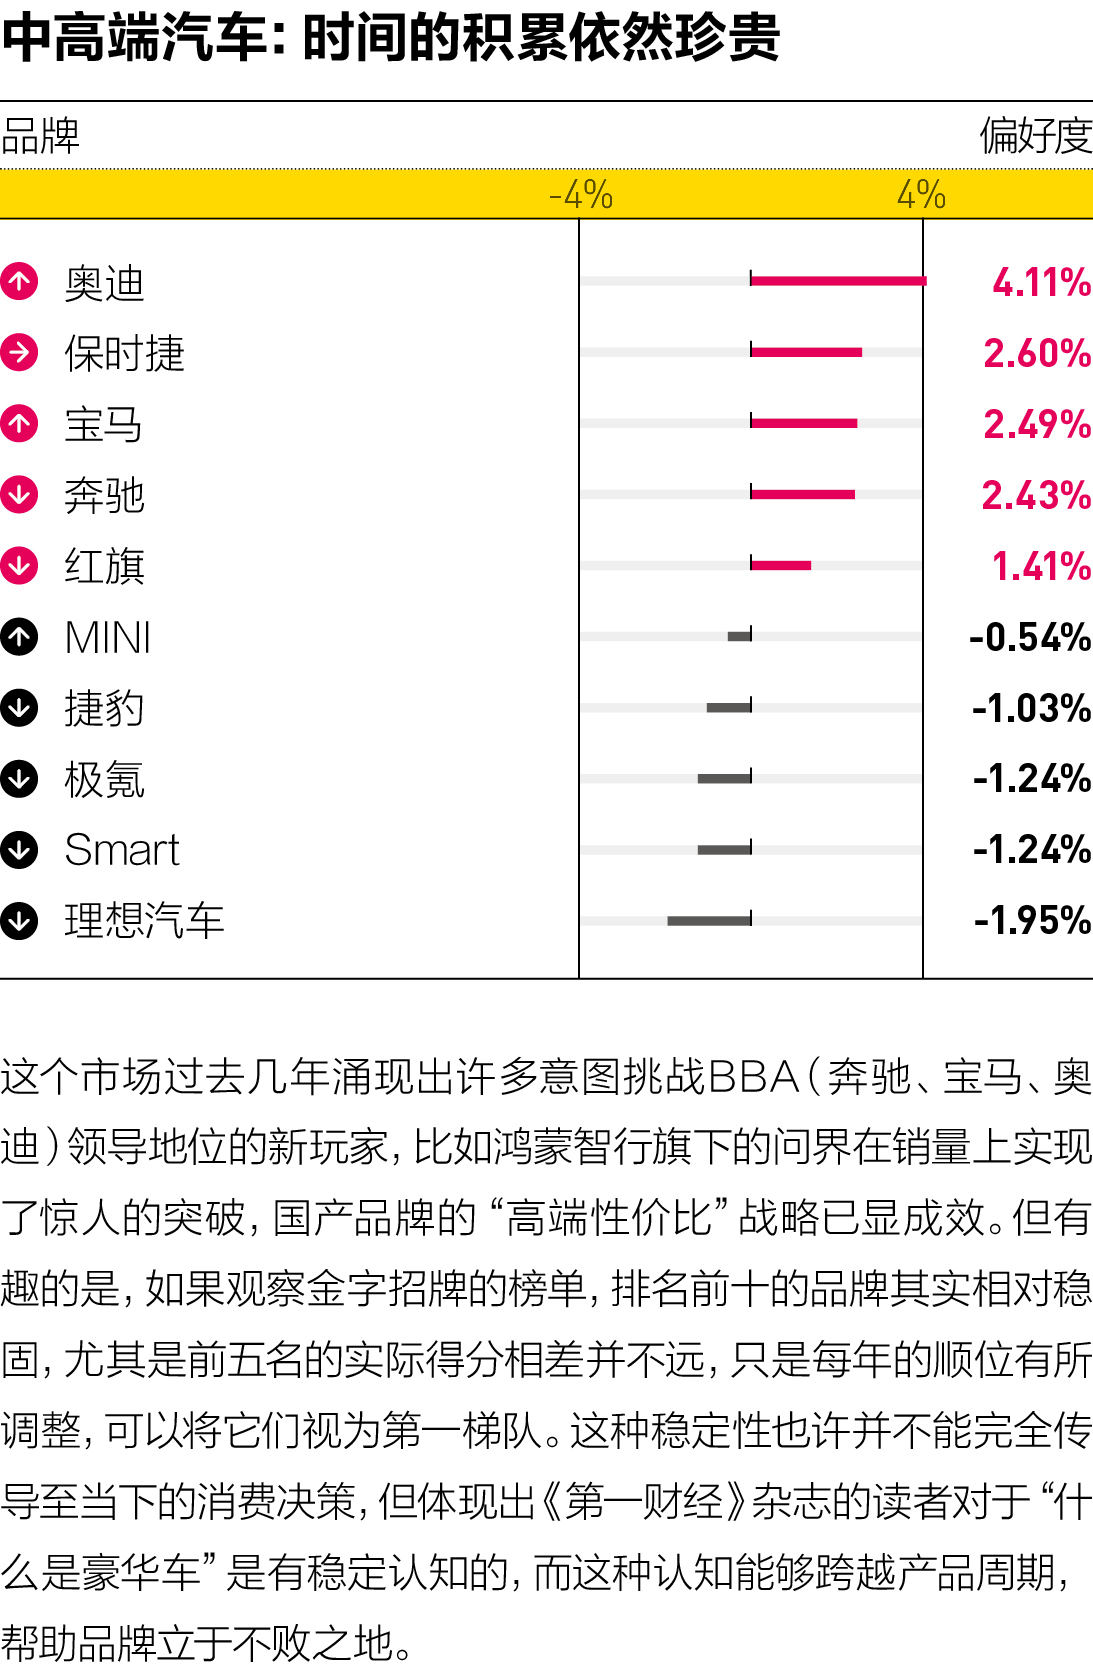 中高端汽车：时间的积累依然珍贵
品牌 偏好度
-4% 4%
奥迪 4.11%
保时捷 2.60%
宝马 2.49%
奔驰 2.43%
红旗 1.41%
MINI -0.54%
捷豹 -1.03%
极氪 -1.24%
Smart -1.24%
理想汽车 -1.95%
这个市场过去几年涌现出许多意图挑战BBA（奔驰、宝马、奥
迪）领导地位的新玩家，比如鸿蒙智行旗下的问界在销量上实现
了惊人的突破，国产品牌的“高端性价比”战略已显成效。但有
趣的是，如果观察金字招牌的榜单，排名前十的品牌其实相对稳
固，尤其是前五名的实际得分相差并不远，只是每年的顺位有所
调整，可以将它们视为第一梯队。这种稳定性也许并不能完全传
导至当下的消费决策，但体现出《第一财经》杂志的读者对于“什
么是豪华车”是有稳定认知的，而这种认知能够跨越产品周期，
帮助品牌立于不败之地。